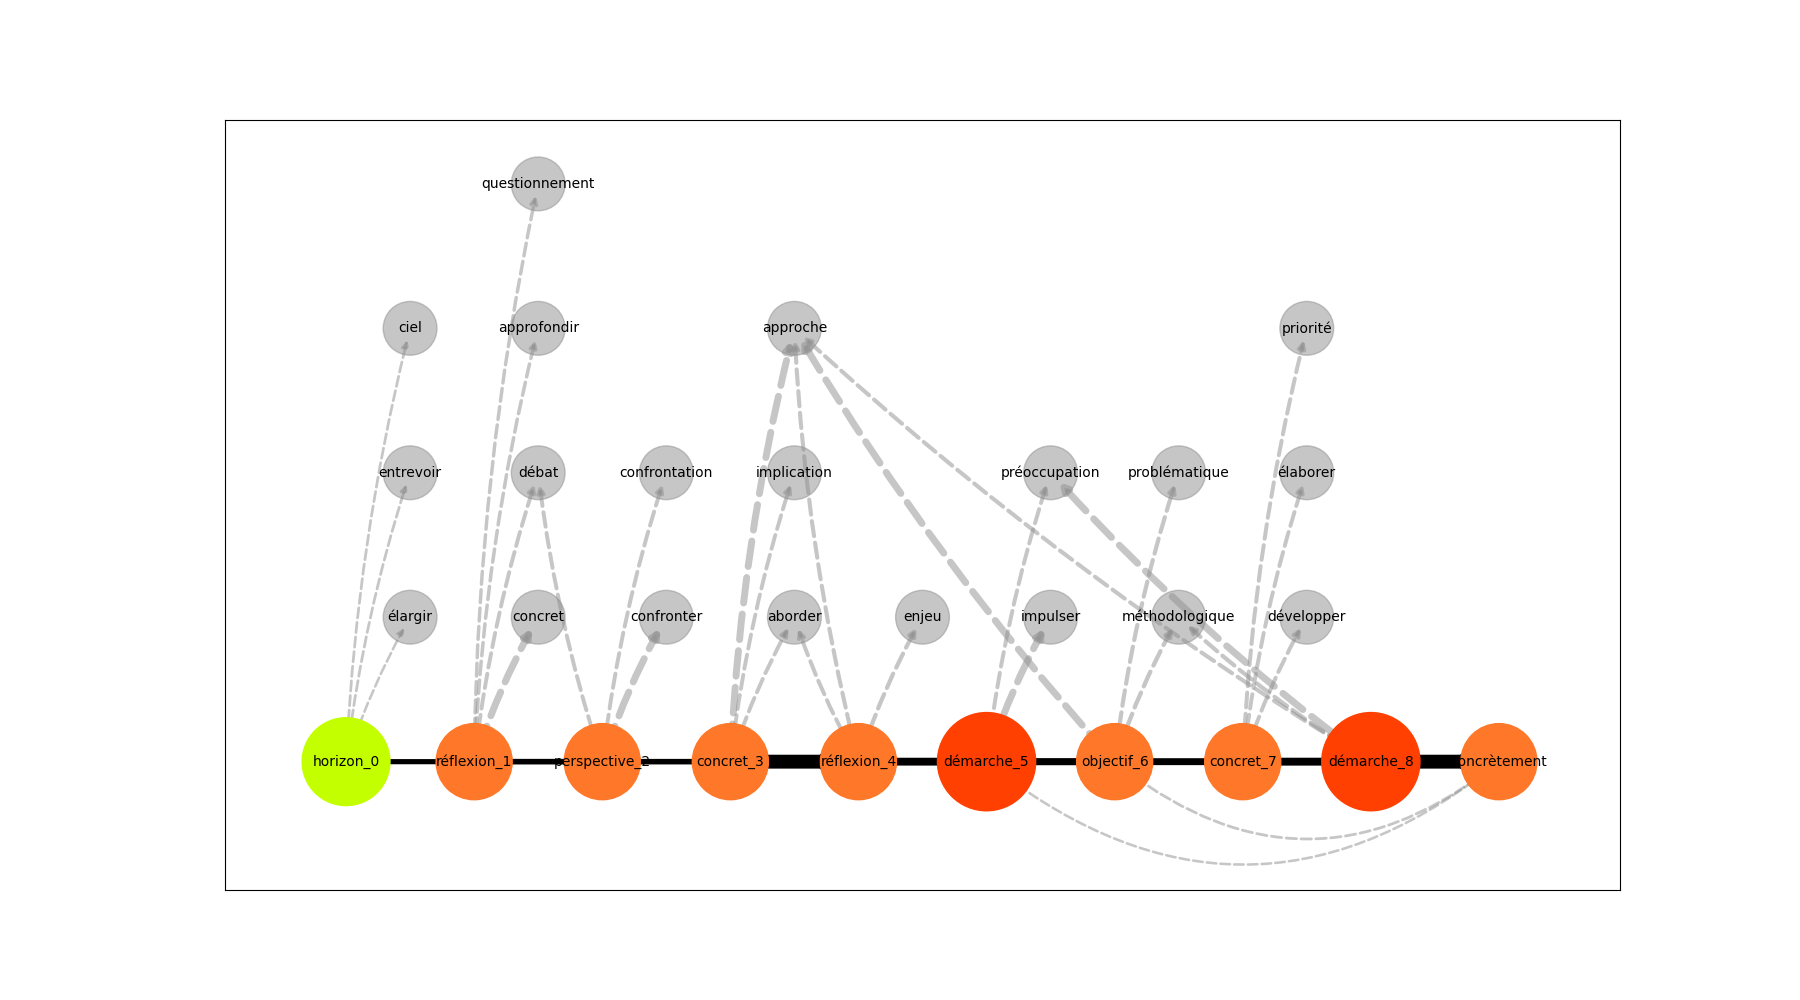 questionnement
ciel
approfondir
approche
priorité
entrevoir
débat
confrontation
implication
préoccupation
problématique
élaborer
élargir
concret
confronter
aborder
enjeu
impulser
méthodologique
développer
horizon_0
réflexion_1
perspective_2
concret_3
réflexion_4
démarche_5
objectif_6
concret_7
démarche_8
oncrètement